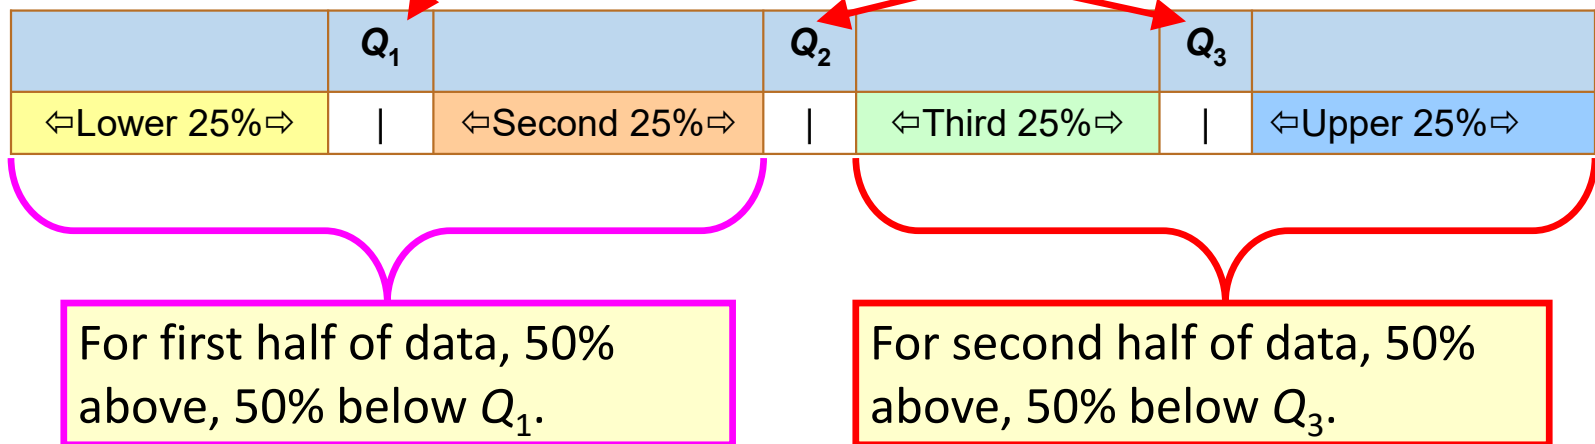 Q₁ Q₂ Q₃
⇦Lower 25%⇨ | ⇦Second 25%⇨ | ⇦Third 25%⇨ | ⇦Upper 25%⇨
For first half of data, 50%
above, 50% below Q₁.
For second half of data, 50%
above, 50% below Q₃.